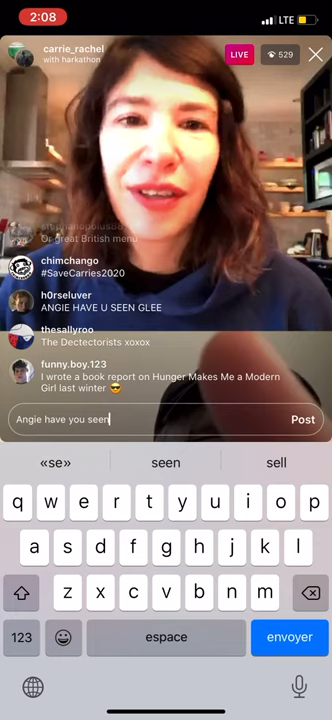 2:08
LTE
carrie_rachel
with harkathon
LIVE
529
Or great British menu
chimchango
#SaveCarries2020
h0rseluver
ANGIE HAVE U SEEN GLEE
thesallyroo
The Dectectorists xoxox
funny.boy.123
I wrote a book report on Hunger Makes Me a Modern
Girl last winter 😎
Angie have you seen
Post
«se» seen sell
q w e r t y u i o p
a s d f g h j k l
z x c v b n m
123 espace envoyer